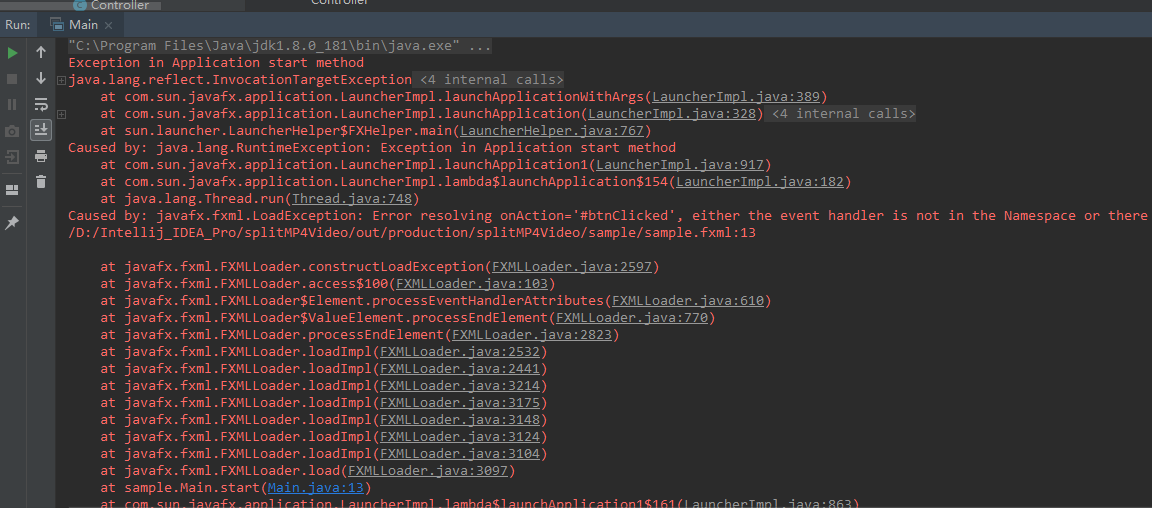 Controller
Controller
Run: Main
"C:\Program Files\Java\jdk1.8.0_181\bin\java.exe" ...
Exception in Application start method
java.lang.reflect.InvocationTargetException <4 internal calls>
at com.sun.javafx.application.LauncherImpl.launchApplicationWithArgs(LauncherImpl.java:389)
at com.sun.javafx.application.LauncherImpl.launchApplication(LauncherImpl.java:328) <4 internal calls>
at sun.launcher.LauncherHelper$FXHelper.main(LauncherHelper.java:767)
Caused by: java.lang.RuntimeException: Exception in Application start method
at com.sun.javafx.application.LauncherImpl.launchApplication1(LauncherImpl.java:917)
at com.sun.javafx.application.LauncherImpl.lambda$launchApplication$154(LauncherImpl.java:182)
at java.lang.Thread.run(Thread.java:748)
Caused by: javafx.fxml.LoadException: Error resolving onAction='#btnClicked', either the event handler is not in the Namespace or there
/D:/Intellij_IDEA_Pro/splitMP4Video/out/production/splitMP4Video/sample/sample.fxml:13
at javafx.fxml.FXMLLoader.constructLoadException(FXMLLoader.java:2597)
at javafx.fxml.FXMLLoader.access$100(FXMLLoader.java:103)
at javafx.fxml.FXMLLoader$Element.processEventHandlerAttributes(FXMLLoader.java:610)
at javafx.fxml.FXMLLoader$ValueElement.processEndElement(FXMLLoader.java:770)
at javafx.fxml.FXMLLoader.processEndElement(FXMLLoader.java:2823)
at javafx.fxml.FXMLLoader.loadImpl(FXMLLoader.java:2532)
at javafx.fxml.FXMLLoader.loadImpl(FXMLLoader.java:2441)
at javafx.fxml.FXMLLoader.loadImpl(FXMLLoader.java:3214)
at javafx.fxml.FXMLLoader.loadImpl(FXMLLoader.java:3175)
at javafx.fxml.FXMLLoader.loadImpl(FXMLLoader.java:3148)
at javafx.fxml.FXMLLoader.loadImpl(FXMLLoader.java:3124)
at javafx.fxml.FXMLLoader.loadImpl(FXMLLoader.java:3104)
at javafx.fxml.FXMLLoader.load(FXMLLoader.java:3097)
at sample.Main.start(Main.java:13)
at com.sun.javafx.application.LauncherImpl.lambda$launchApplication1$161(LauncherImpl.java:863)